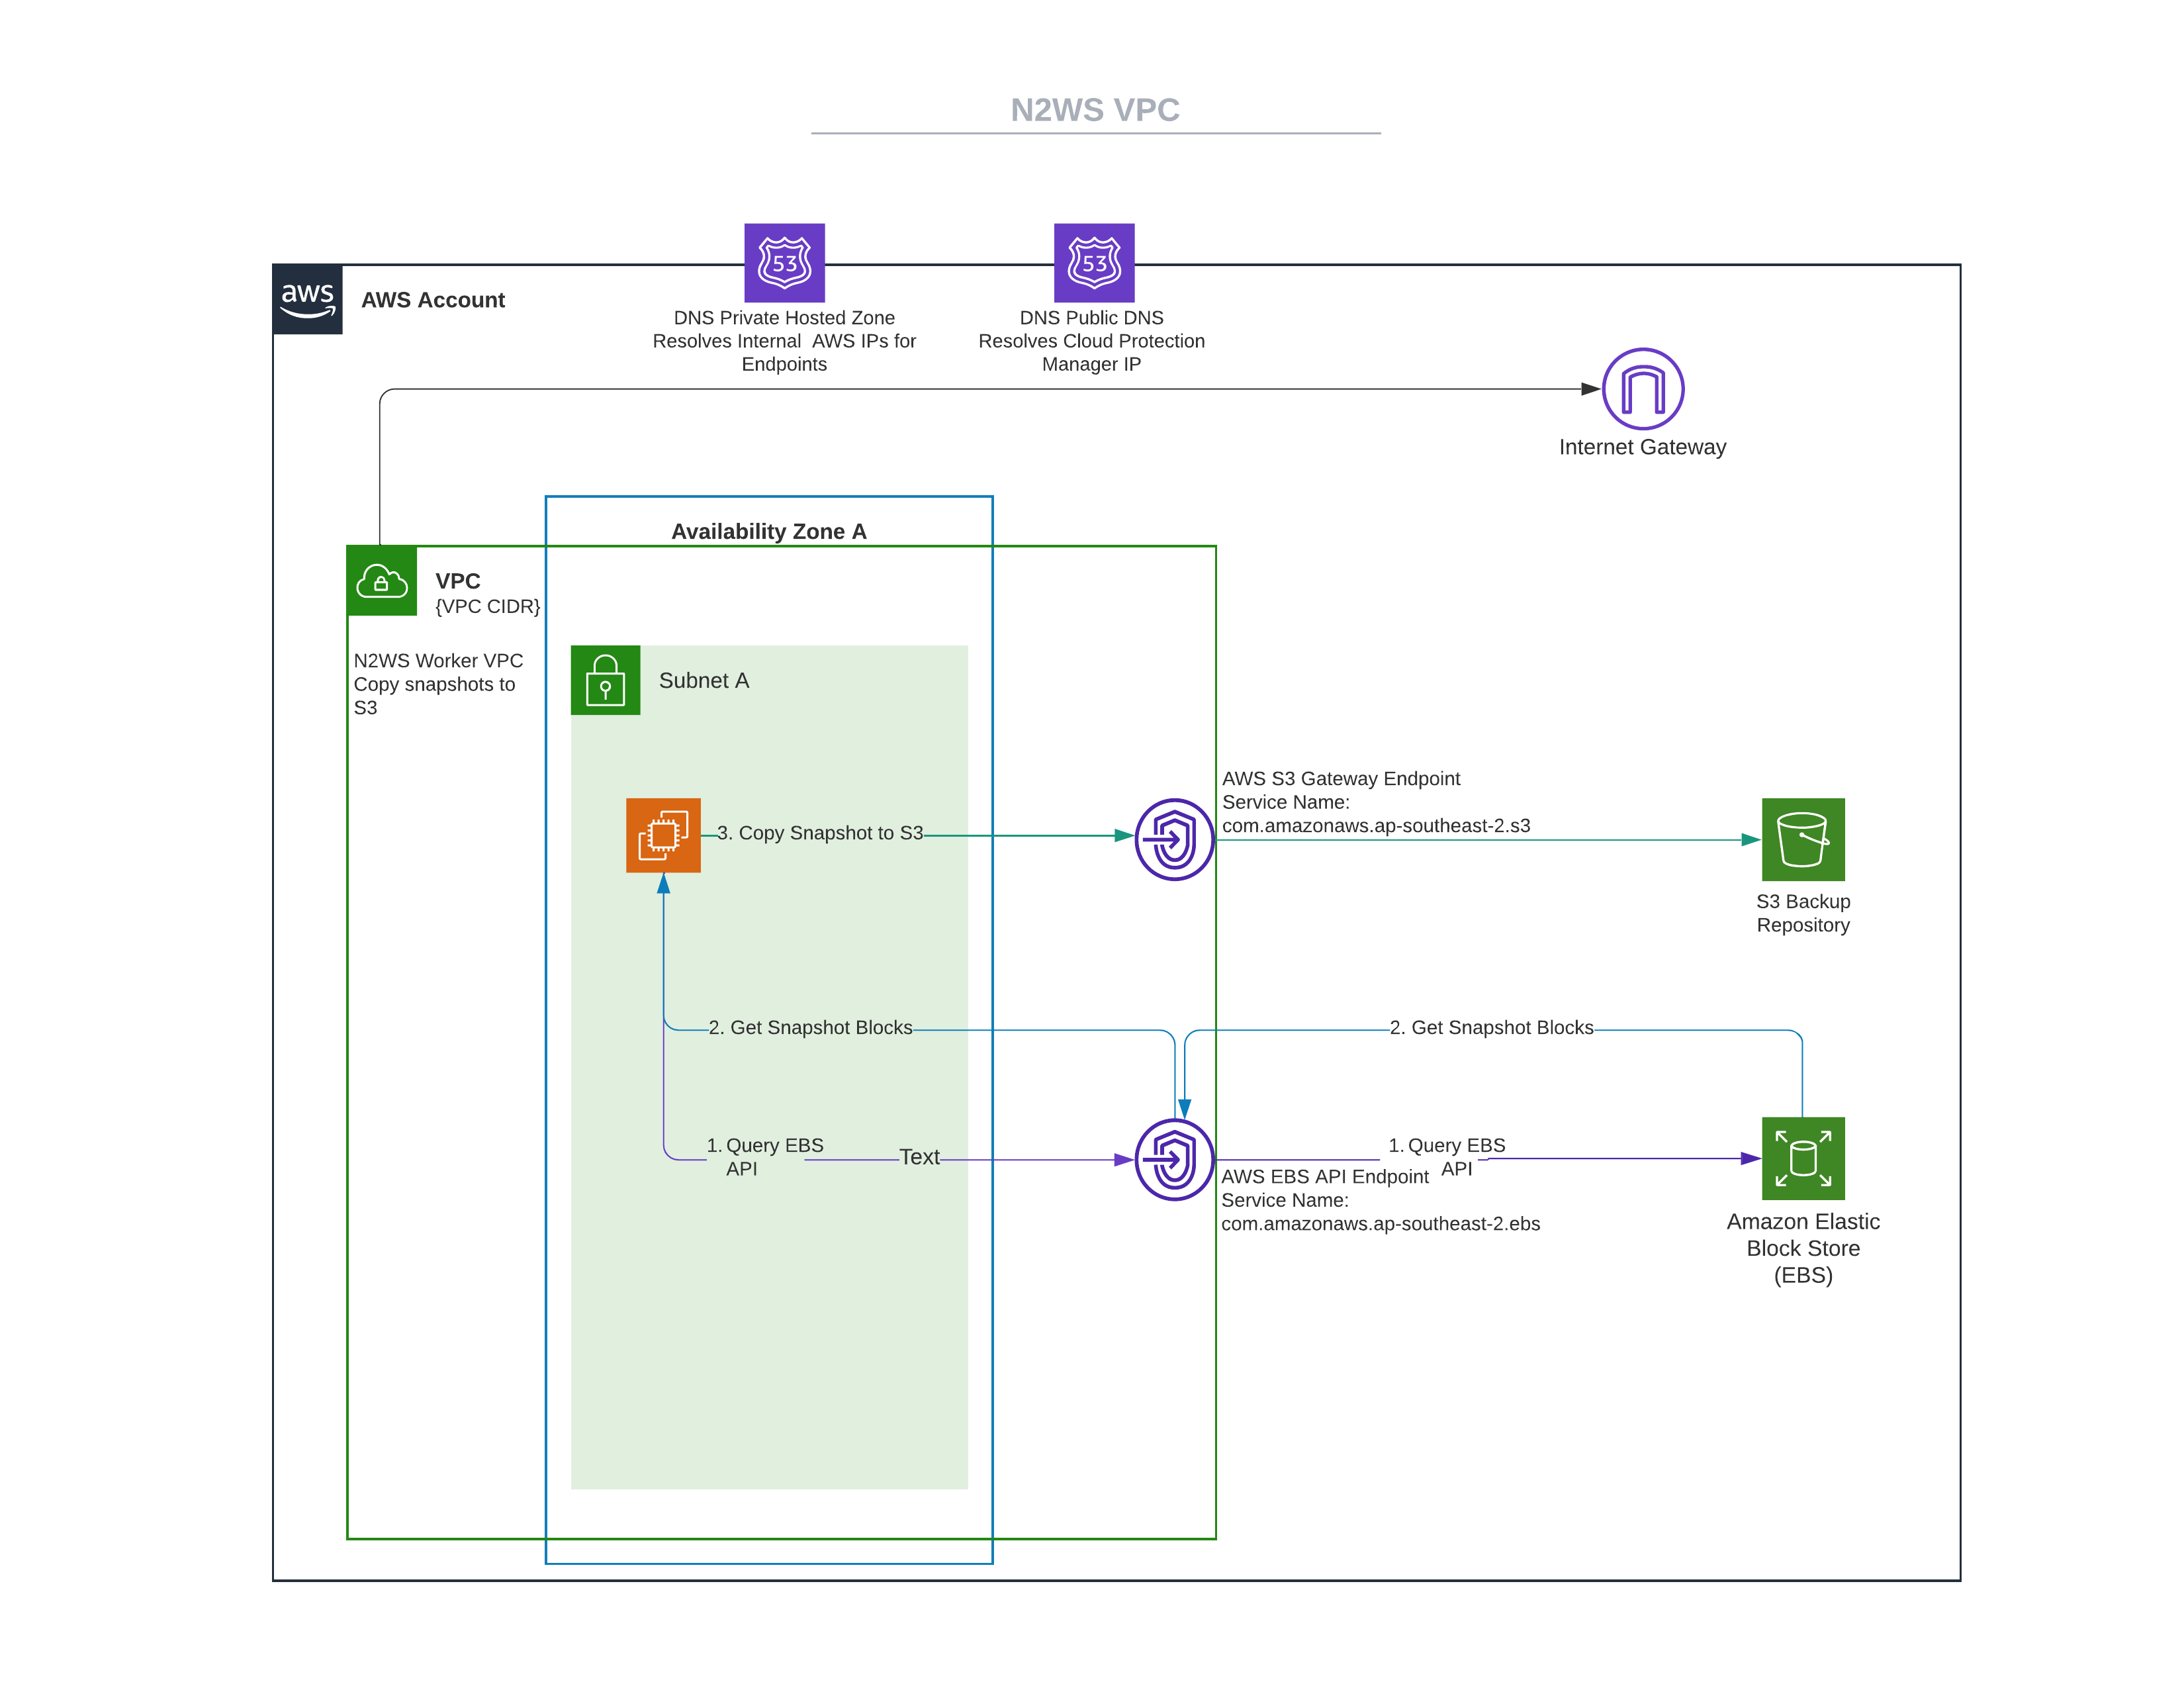 N2WS VPC
53
53
aws
AWS Account
DNS Private Hosted Zone
Resolves Internal  AWS IPs for
Endpoints
DNS Public DNS
Resolves Cloud Protection
Manager IP
Internet Gateway
Availability Zone A
VPC
{VPC CIDR}
N2WS Worker VPC
Copy snapshots to
S3
Subnet A
AWS S3 Gateway Endpoint
Service Name:
com.amazonaws.ap-southeast-2.s3
3. Copy Snapshot to S3
S3 Backup
Repository
2. Get Snapshot Blocks
2. Get Snapshot Blocks
1. Query EBS
API
Text
1. Query EBS
API
AWS EBS API Endpoint
Service Name:
com.amazonaws.ap-southeast-2.ebs
Amazon Elastic
Block Store
(EBS)